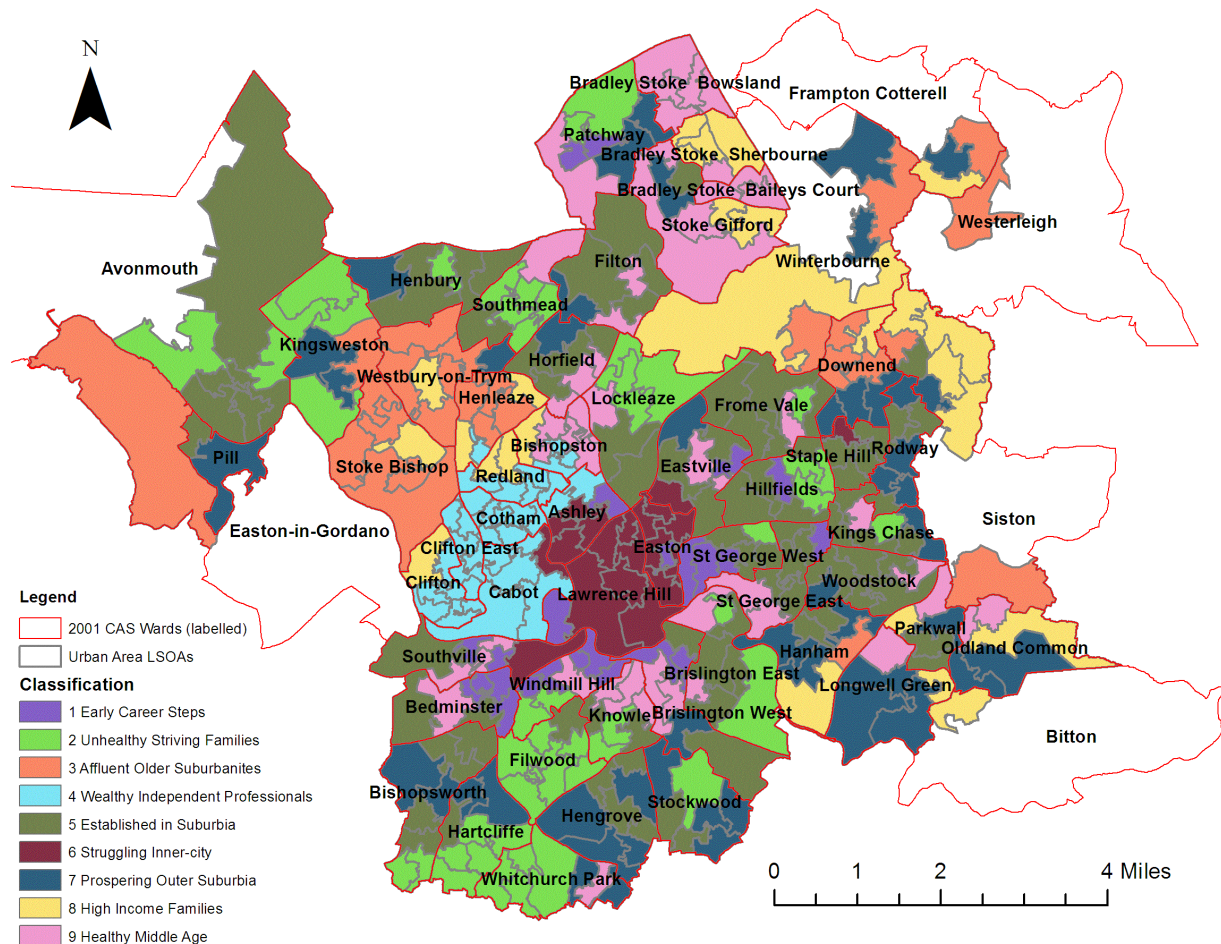 N
Bradley Stoke Bowsland
Frampton Cotterell
Patchway
Bradley Stoke Sherbourne
Bradley Stoke Baileys Court
Stoke Gifford
Westerleigh
Winterbourne
Filton
Avonmouth
Henbury
Southmead
Kingsweston
Horfield
Westbury-on-Trym
Downend
Henleaze
Lockleaze
Frome Vale
Bishopston
Staple Hill
Rodway
Pill
Stoke Bishop
Redland
Eastville
Hillfields
Easton-in-Gordano
Cotham
Ashley
Siston
Kings Chase
Clifton East
Easton
St George West
Clifton
Cabot
Lawrence Hill
Woodstock
St George East
Parkwall
Southville
Hanham
Oldland Common
Windmill Hill
Brislington East
Longwell Green
Bedminster
Knowle
Brislington West
Bitton
Filwood
Bishopsworth
Stockwood
Hengrove
Hartcliffe
Whitchurch Park
Legend
2001 CAS Wards (labelled)
Urban Area LSOAs
Classification
1 Early Career Steps
2 Unhealthy Striving Families
3 Affluent Older Suburbanites
4 Wealthy Independent Professionals
5 Established in Suburbia
6 Struggling Inner-city
7 Prospering Outer Suburbia
8 High Income Families
9 Healthy Middle Age
0 1 2 4 Miles